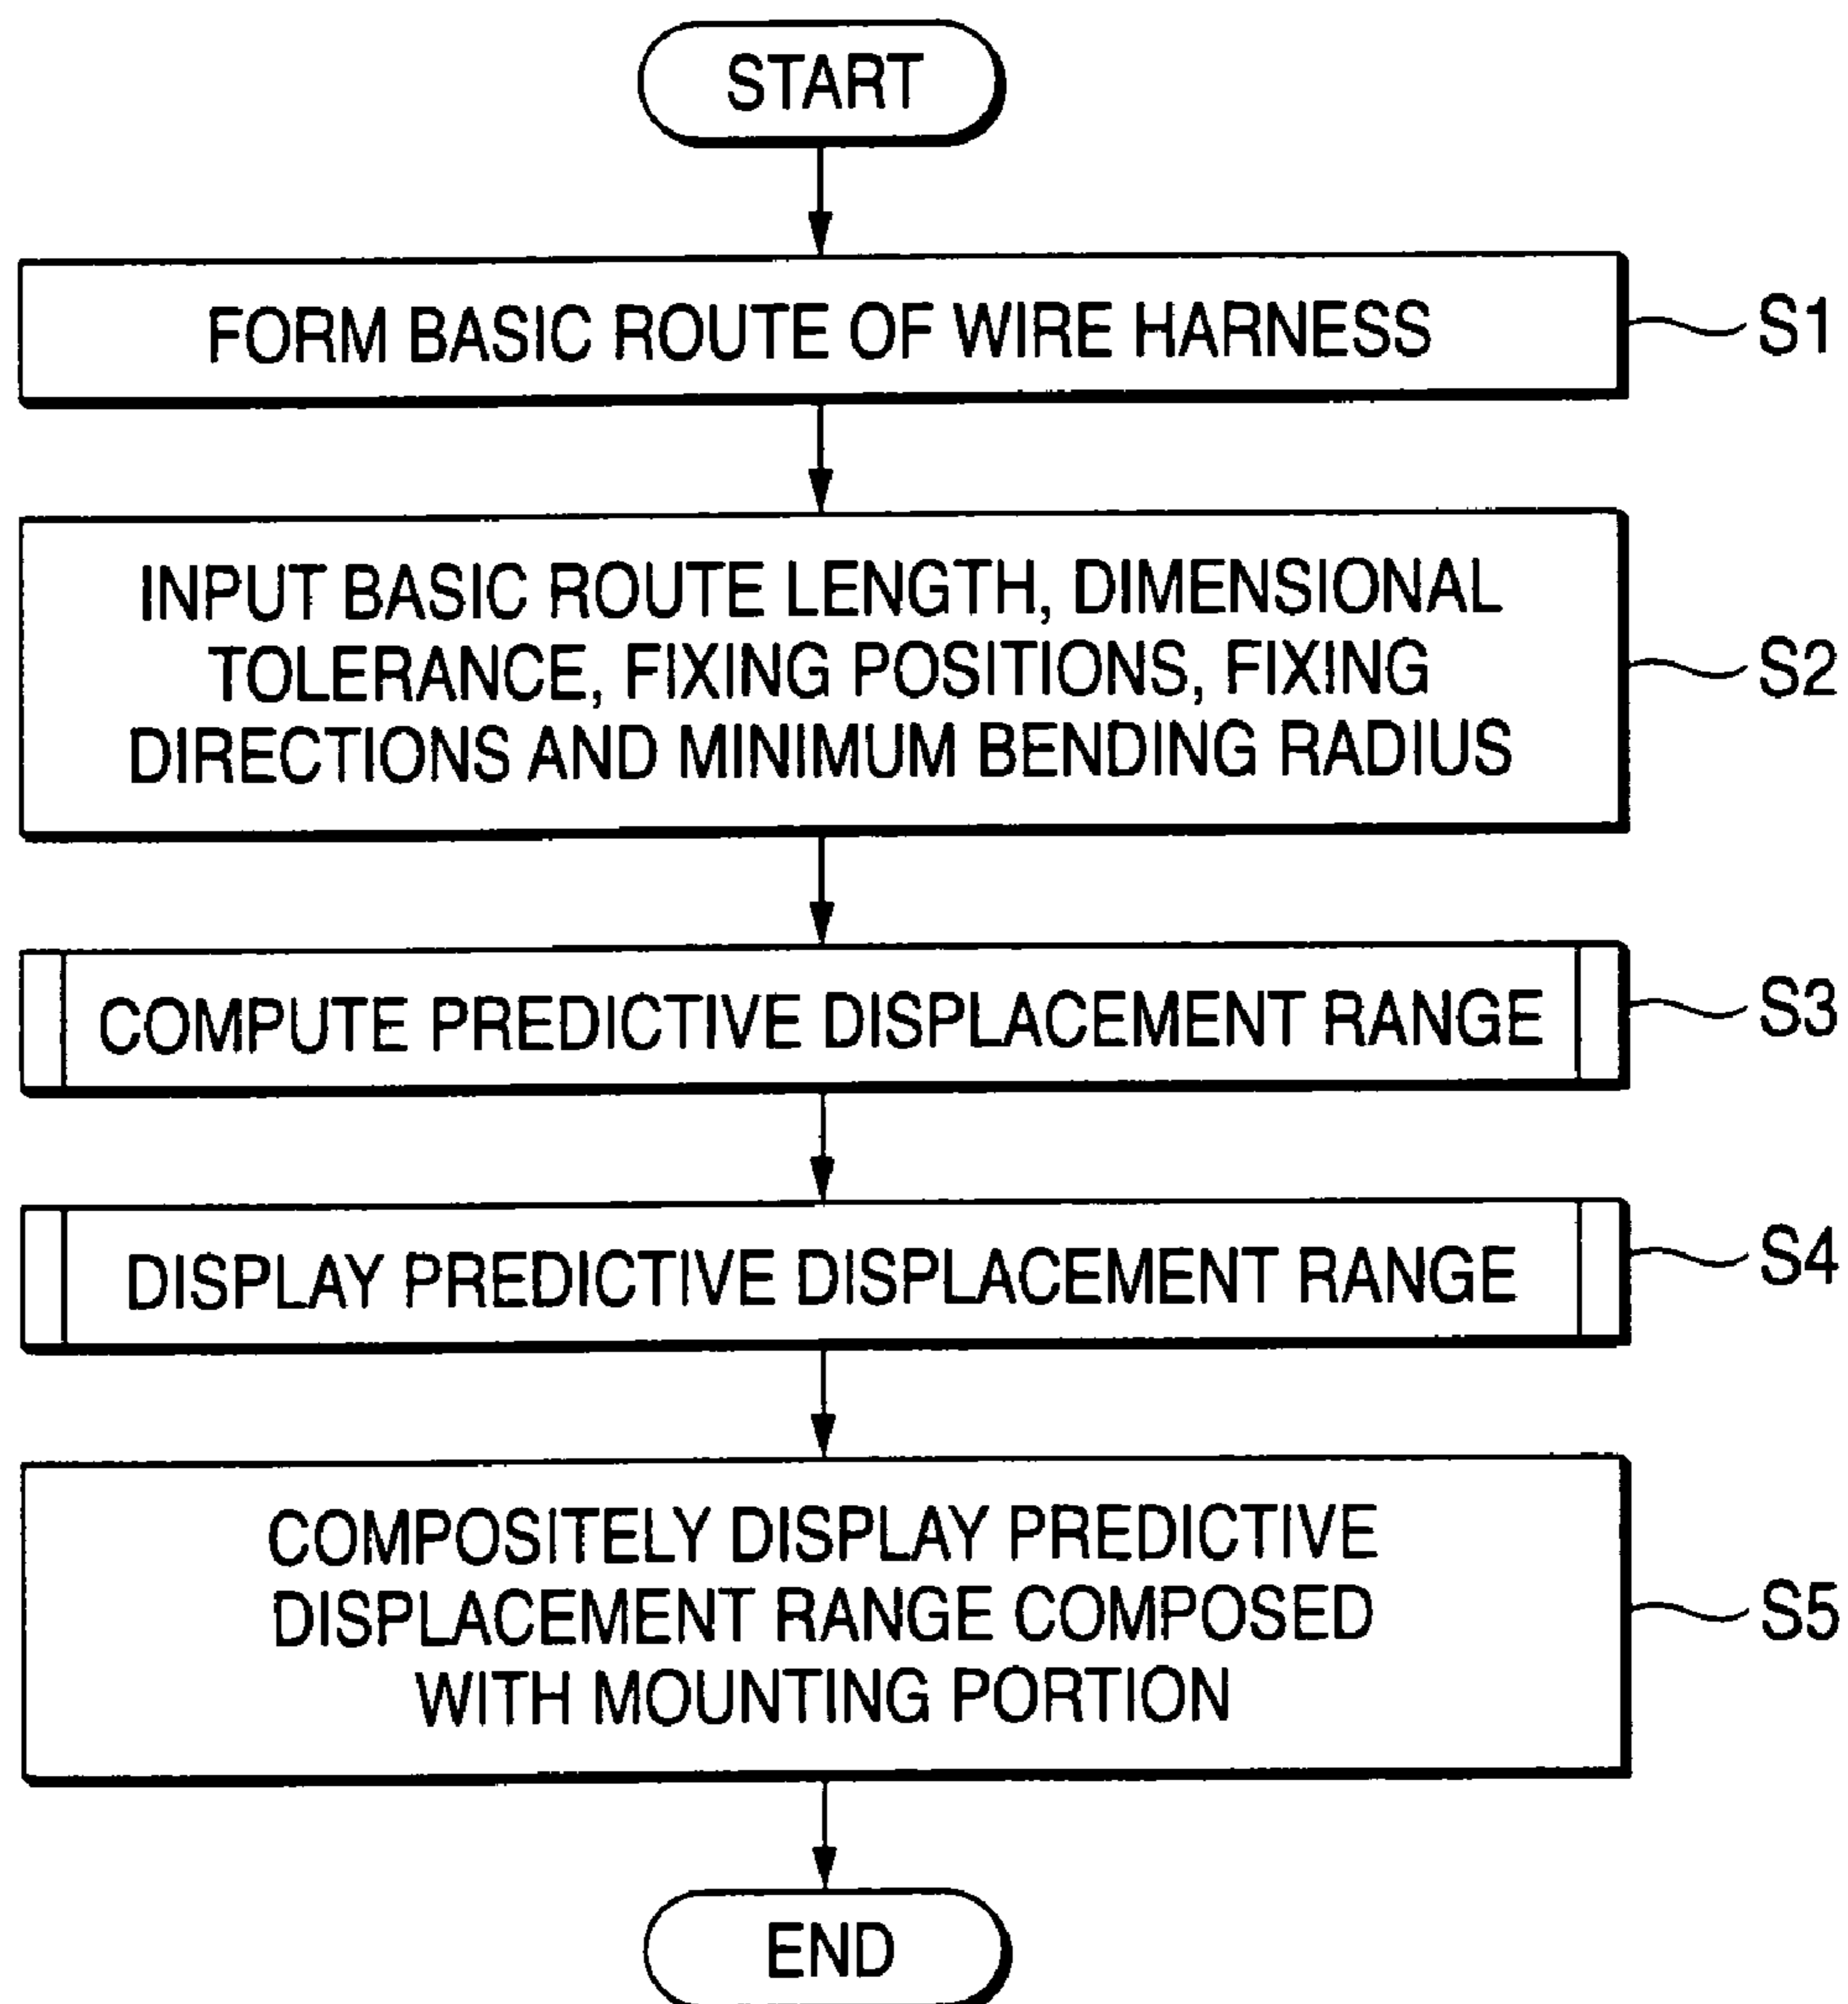 START
FORM BASIC ROUTE OF WIRE HARNESS
S1
INPUT BASIC ROUTE LENGTH, DIMENSIONAL
TOLERANCE, FIXING POSITIONS, FIXING
DIRECTIONS AND MINIMUM BENDING RADIUS
S2
COMPUTE PREDICTIVE DISPLACEMENT RANGE
S3
DISPLAY PREDICTIVE DISPLACEMENT RANGE
S4
COMPOSITELY DISPLAY PREDICTIVE
DISPLACEMENT RANGE COMPOSED
WITH MOUNTING PORTION
S5
END